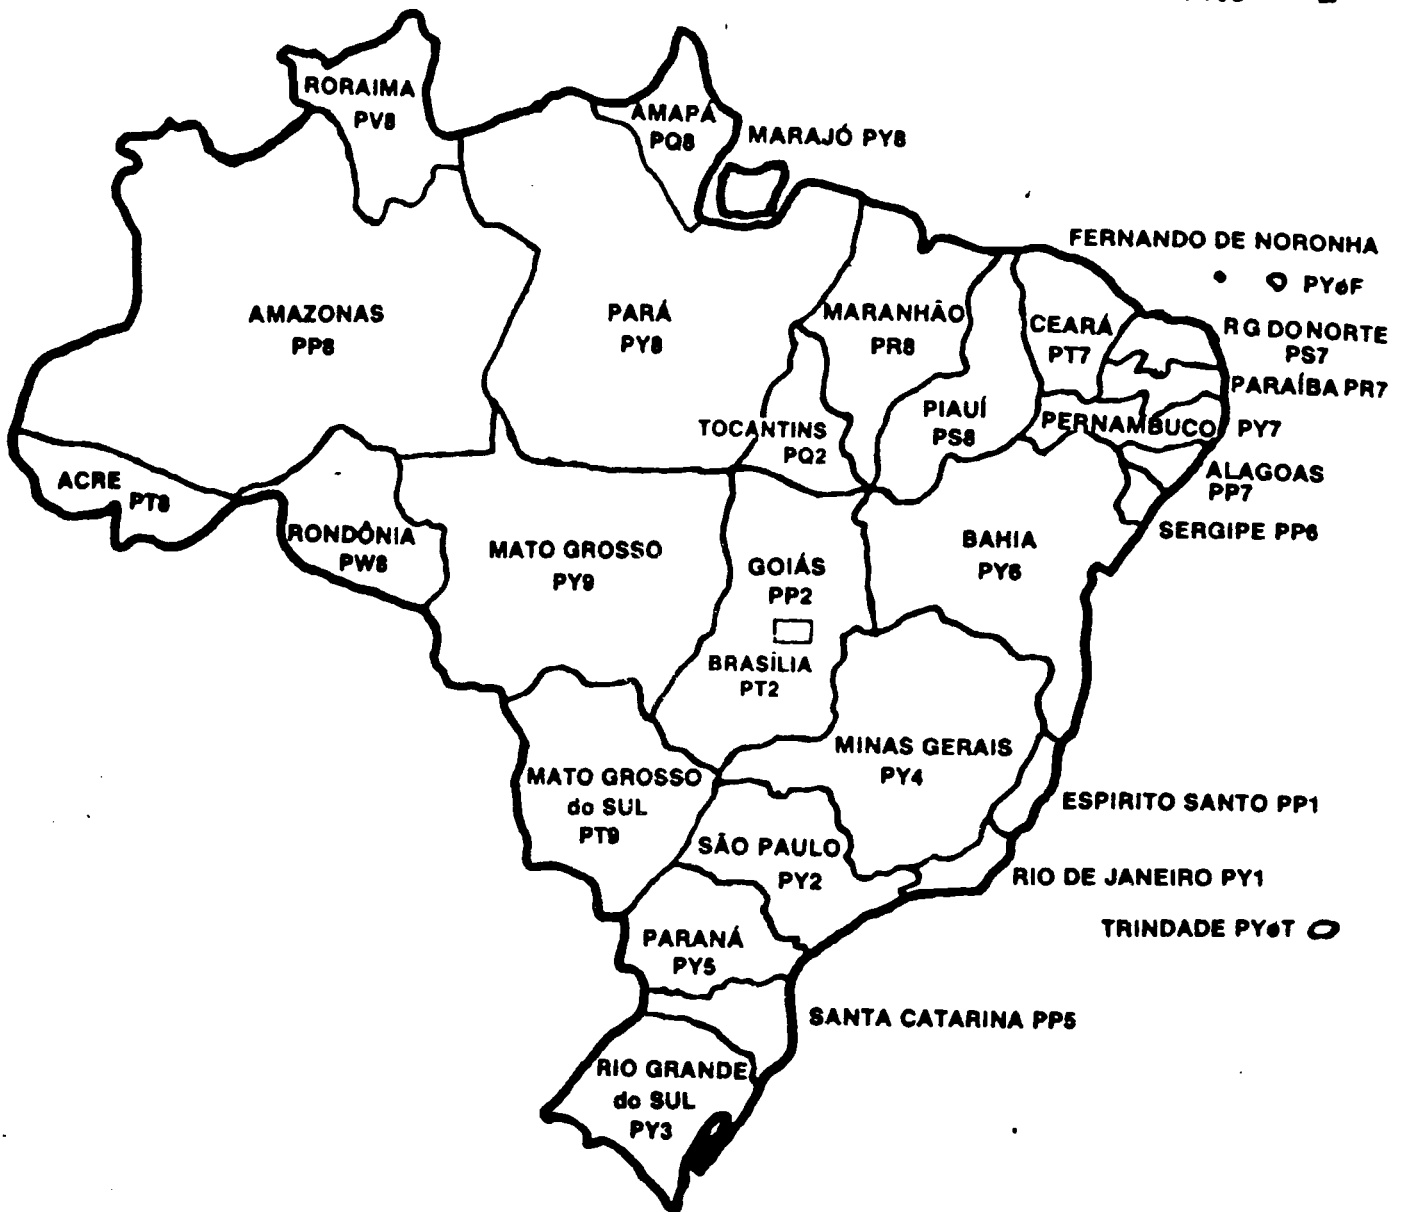 RORAIMA
PV8
AMAPÁ
PQ8
MARAJÓ PY8
FERNANDO DE NORONHA
PYøF
AMAZONAS
PP8
PARÁ
PY8
MARANHÃO
PR8
CEARÁ
PT7
RG DO NORTE
PS7
PARAÍBA PR7
PIAUÍ
PS8
PERNAMBUCO PY7
TOCANTINS
PQ2
ALAGOAS
PP7
SERGIPE PP6
ACRE
PT8
RONDÔNIA
PW8
MATO GROSSO
PY9
GOIÁS
PP2
BAHIA
PY6
BRASÍLIA
PT2
MINAS GERAIS
PY4
MATO GROSSO
do SUL
PT9
ESPIRITO SANTO PP1
SÃO PAULO
PY2
RIO DE JANEIRO PY1
TRINDADE PYøT
PARANÁ
PY5
SANTA CATARINA PP5
RIO GRANDE
do SUL
PY3